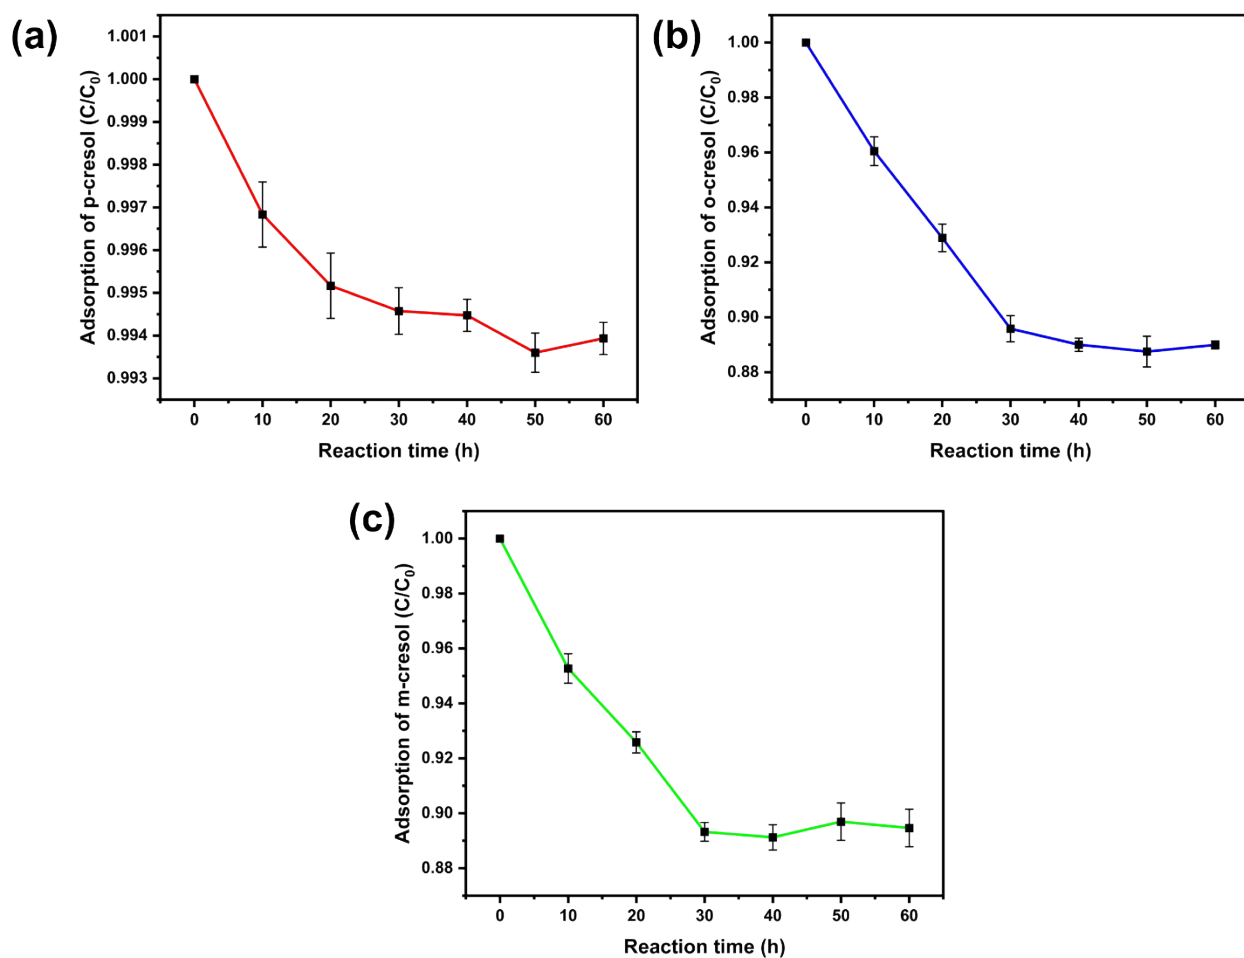 (a)
Adsorption of p-cresol (C/C₀)
1.001
1.000
0.999
0.998
0.997
0.996
0.995
0.994
0.993
0 10 20 30 40 50 60
Reaction time (h)
(b)
Adsorption of o-cresol (C/C₀)
1.00
0.98
0.96
0.94
0.92
0.90
0.88
0 10 20 30 40 50 60
Reaction time (h)
(c)
Adsorption of m-cresol (C/C₀)
1.00
0.98
0.96
0.94
0.92
0.90
0.88
0 10 20 30 40 50 60
Reaction time (h)